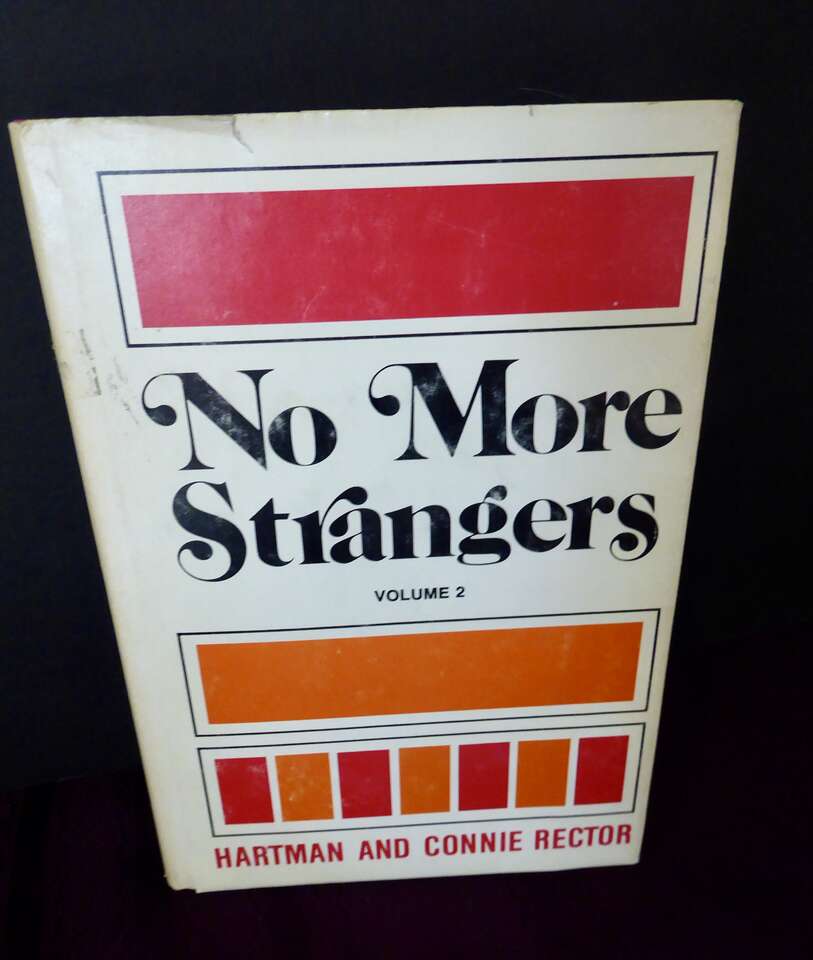 No More
Strangers
VOLUME 2
HARTMAN AND CONNIE RECTOR